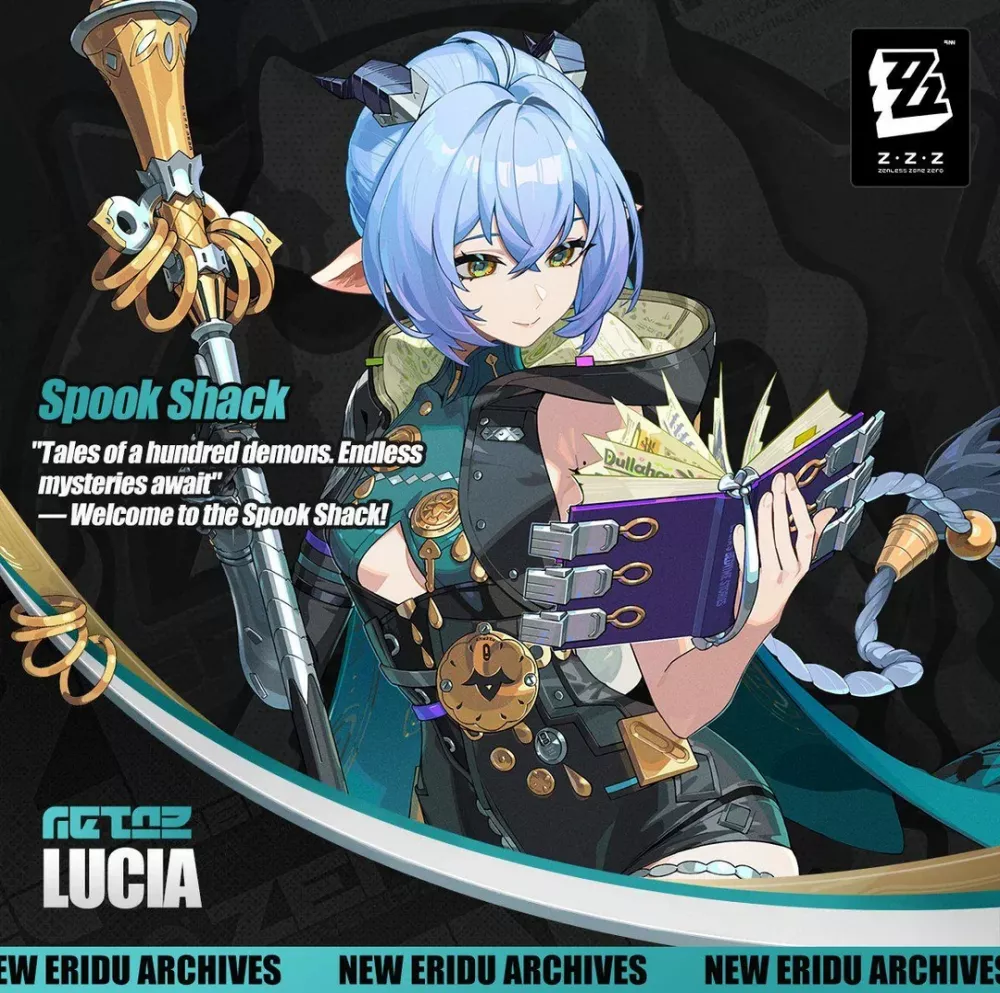 Z·Z·Z
ZENLESS ZONE ZERO
Spook Shack
"Tales of a hundred demons. Endless
mysteries await"
— Welcome to the Spook Shack!
Dullahan
LUCIA
EW ERIDU ARCHIVES NEW ERIDU ARCHIVES NEW ERIDU ARCHIVES